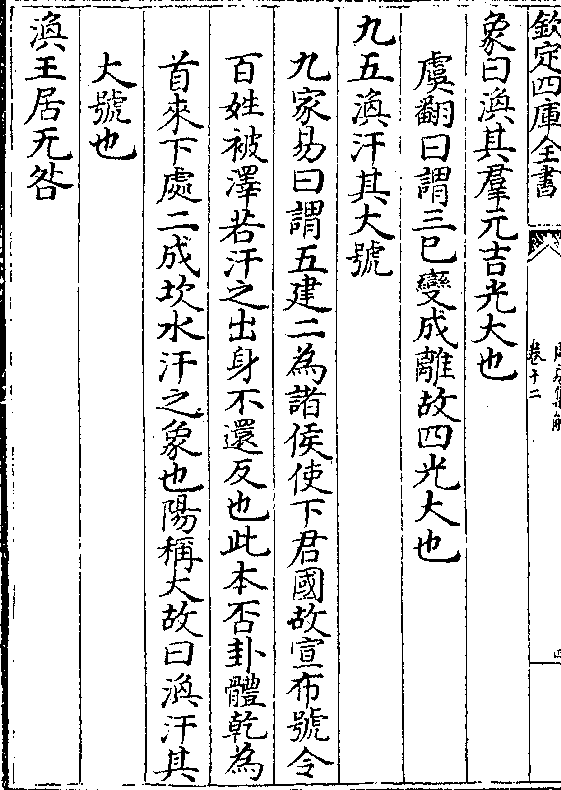 欽定四庫全書
卷十二
象曰渙其羣元吉光大也
虞翻曰謂三已變成離故四光大也
九五渙汗其大號
九家易曰謂五建二為諸侯使下君國故宣布號令
百姓被澤若汗之出身不還反也此本否卦體乾為
首來下處二成坎水汗之象也陽稱大故曰渙汗其
大號也
渙王居无咎